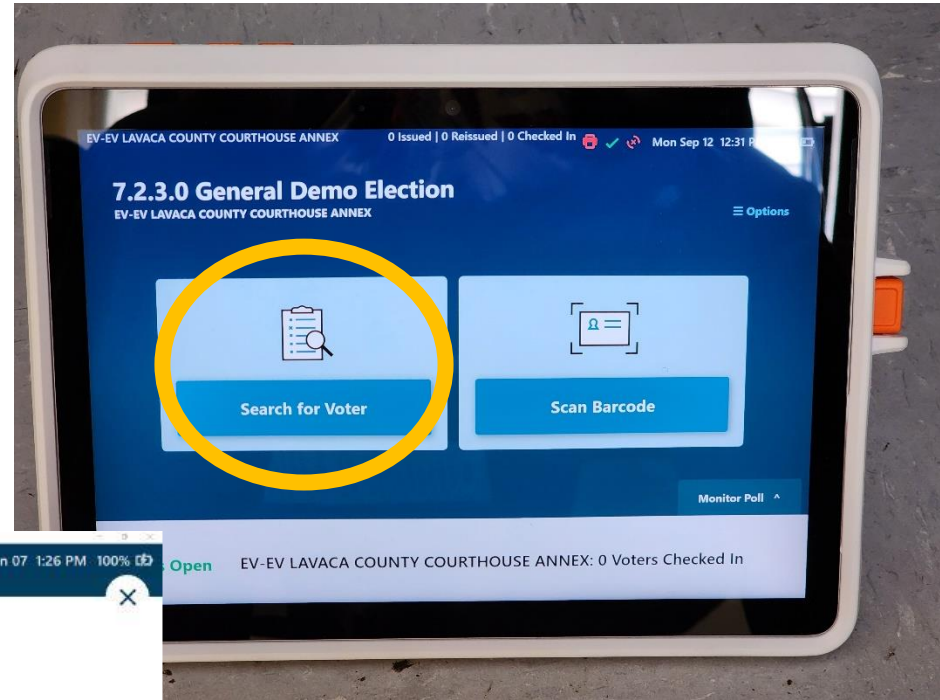 EV-EV LAVACA COUNTY COURTHOUSE ANNEX 0 Issued | 0 Reissued | 0 Checked In Mon Sep 12 12:31
7.2.3.0 General Demo Election
EV-EV LAVACA COUNTY COURTHOUSE ANNEX
Options
Search for Voter
Scan Barcode
Monitor Poll
Open EV-EV LAVACA COUNTY COURTHOUSE ANNEX: 0 Voters Checked In
07 1:26 PM 100%